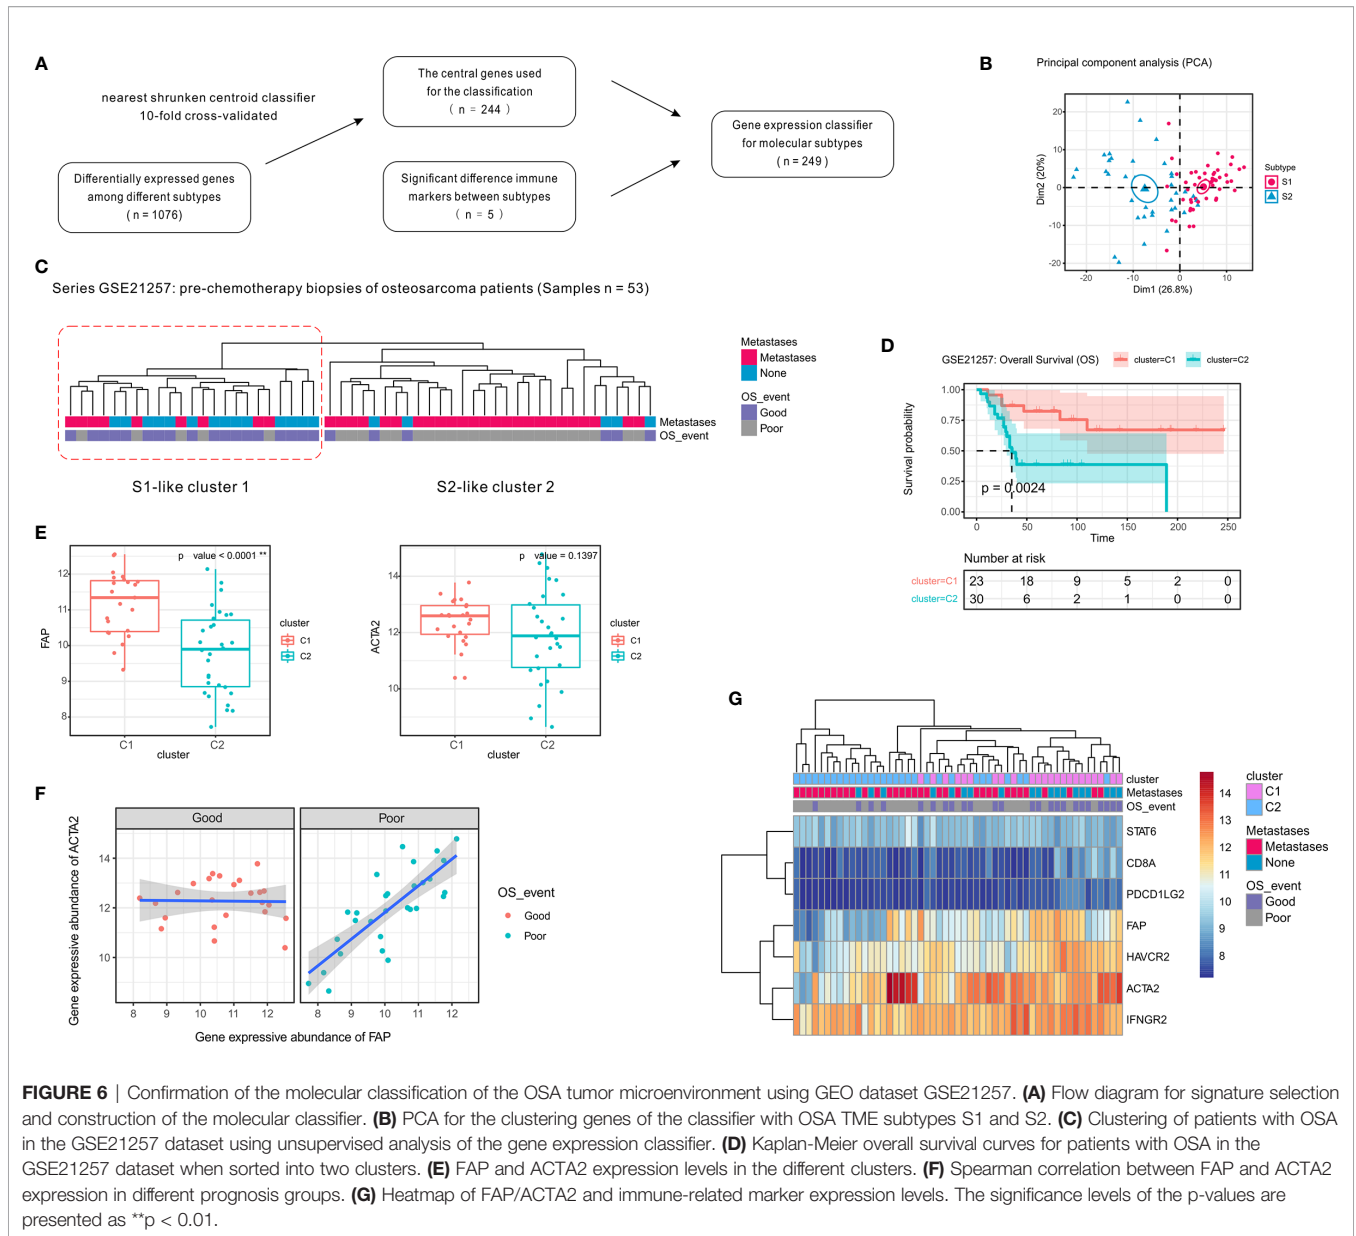 A
nearest shrunken centroid classifier
10-fold cross-validated
Differentially expressed genes
among different subtypes
( n = 1076)
The central genes used
for the classification
( n = 244 )
Significant difference immune
markers between subtypes
( n = 5 )
Gene expression classifier
for molecular subtypes
( n = 249)
B
Principal component analysis (PCA)
Dim2 (20%)
20
10
0
-10
-20
-20
-10
0
10
Dim1 (26.8%)
Subtype
S1
S2
C
Series GSE21257: pre-chemotherapy biopsies of osteosarcoma patients (Samples n = 53)
Metastases
OS_event
Metastases
Metastases
None
OS_event
Good
Poor
S1-like cluster 1
S2-like cluster 2
D
GSE21257: Overall Survival (OS)
cluster=C1
cluster=C2
Survival probability
1.00
0.75
0.50
0.25
0.00
p = 0.0024
0
50
100
150
200
250
Time
Number at risk
cluster=C1 23 18 9 5 2 0
cluster=C2 30 6 2 1 0 0
E
p value < 0.0001 **
FAP
12
11
10
9
8
C1
C2
cluster
cluster
C1
C2
p value = 0.1397
ACTA2
14
12
10
C1
C2
cluster
cluster
C1
C2
F
Good
Poor
Gene expressive abundance of ACTA2
14
12
10
8 9 10 11 12
8 9 10 11 12
Gene expressive abundance of FAP
OS_event
Good
Poor
G
cluster
Metastases
OS_event
STAT6
CD8A
PDCD1LG2
FAP
HAVCR2
ACTA2
IFNGR2
14
13
12
11
10
9
8
cluster
C1
C2
Metastases
Metastases
None
OS_event
Good
Poor
FIGURE 6 | Confirmation of the molecular classification of the OSA tumor microenvironment using GEO dataset GSE21257. (A) Flow diagram for signature selection
and construction of the molecular classifier. (B) PCA for the clustering genes of the classifier with OSA TME subtypes S1 and S2. (C) Clustering of patients with OSA
in the GSE21257 dataset using unsupervised analysis of the gene expression classifier. (D) Kaplan-Meier overall survival curves for patients with OSA in the
GSE21257 dataset when sorted into two clusters. (E) FAP and ACTA2 expression levels in the different clusters. (F) Spearman correlation between FAP and ACTA2
expression in different prognosis groups. (G) Heatmap of FAP/ACTA2 and immune-related marker expression levels. The significance levels of the p-values are
presented as **p < 0.01.